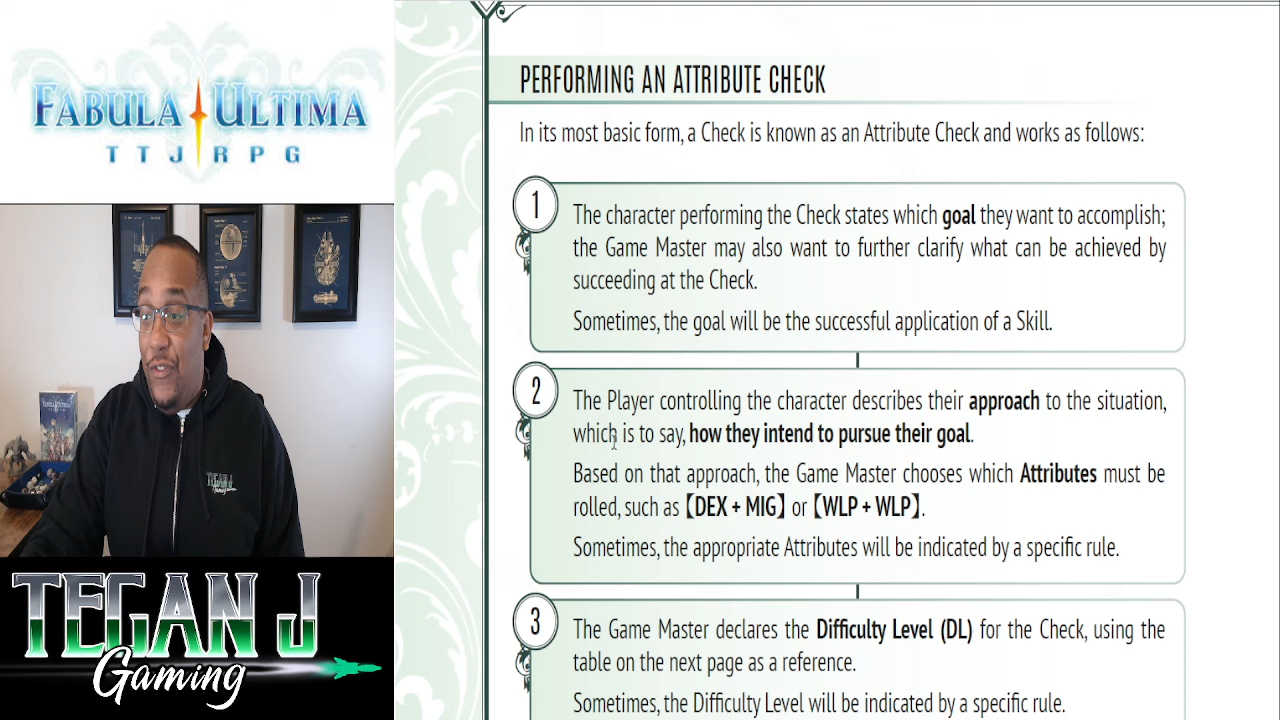 FABULA ULTIMA
TTJRPG
TEGAN J
Gaming
TEGAN J
Gaming
PERFORMING AN ATTRIBUTE CHECK
In its most basic form, a Check is known as an Attribute Check and works as follows:
1
The character performing the Check states which goal they want to accomplish;
the Game Master may also want to further clarify what can be achieved by
succeeding at the Check.
Sometimes, the goal will be the successful application of a Skill.
2
The Player controlling the character describes their approach to the situation,
which is to say, how they intend to pursue their goal.
Based on that approach, the Game Master chooses which Attributes must be
rolled, such as【DEX + MIG】or【WLP + WLP】.
Sometimes, the appropriate Attributes will be indicated by a specific rule.
3
The Game Master declares the Difficulty Level (DL) for the Check, using the
table on the next page as a reference.
Sometimes, the Difficulty Level will be indicated by a specific rule.